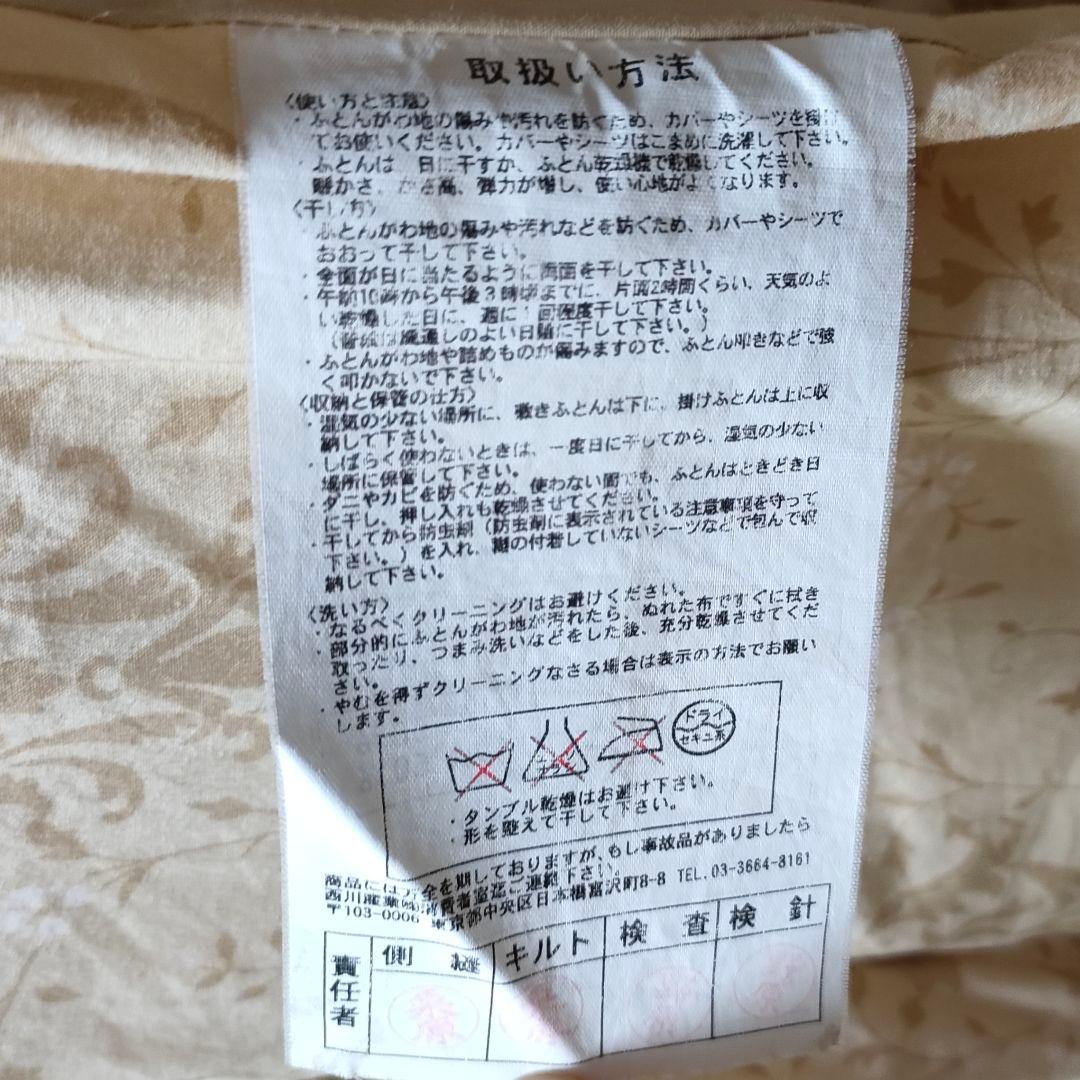 取扱い方法
〈使い方と注意〉
・ふとんがわ地の傷みや汚れを防ぐため、カバーやシーツを掛け
てお使いください。カバーやシーツはこまめに洗濯して下さい。
・ふとんは 日に干すか、ふとん乾燥機で乾燥してください。
暖かさ、かさ高、弾力が増し、使い心地がよくなります。
〈干し方〉
・ふとんがわ地の傷みや汚れなどを防ぐため、カバーやシーツで
おおって干して下さい。
・全面が日に当たるように両面を干して下さい。
・午前10時から午後3時頃までに、片面2時間くらい、天気のよ
い乾燥した日に、週に1回程度干して下さい。
風通しのよい日陰に干して下さい。）
・ふとんがわ地や詰めものが傷みますので、ふとん叩きなどで強
く叩かないで下さい。
〈収納と保管の仕方〉
・湿気の少ない場所に、敷きふとんは下に、掛けふとんは上に収
納して下さい。
・しばらく使わないときは、一度日に干してから、湿気の少ない
場所に保管して下さい。
・ダニやカビを防ぐため、使わない間でも、ふとんはときどき日
に干し、押し入れも乾燥させてください。
・干してから防虫剤（防虫剤に表示されている注意事項を守って
下さい。）を入れ、糊の付着していないシーツなどで包んで収
納して下さい。
〈洗い方〉
・なるべくクリーニングはお避けください。
・部分的にふとんがわ地が汚れたら、ぬれた布ですぐに拭き
取ったり、つまみ洗いなどをした後、充分乾燥させてくだ
さい。
・やむを得ずクリーニングなさる場合は表示の方法でお願い
します。
ドライ
セキユ系
・タンブル乾燥はお避け下さい。
・形を整えて干して下さい。
商品には万全を期しておりますが、もし事故品がありましたら
西川産業㈱消費者室迄ご連絡下さい。
〒103-0006 東京都中央区日本橋富沢町8-8 TEL.03-3664-8161
責任者
側縫 キルト 検査 検針